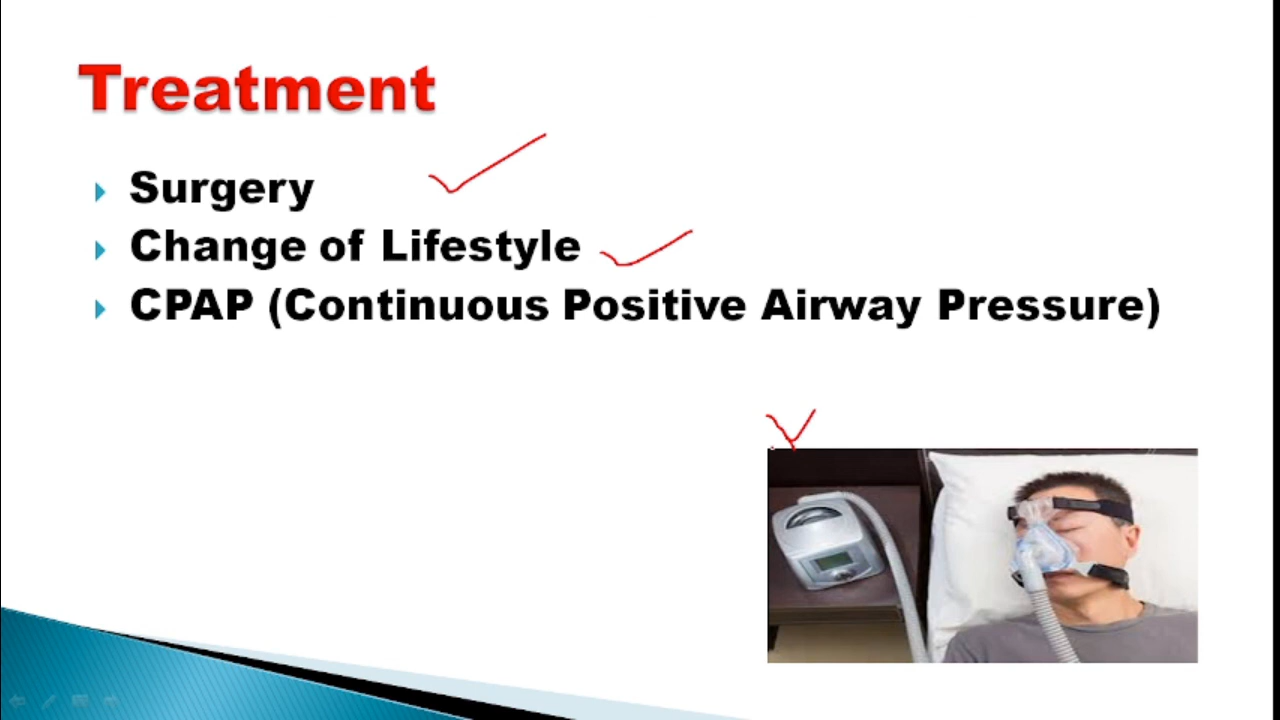 Treatment
Surgery
Change of Lifestyle
CPAP (Continuous Positive Airway Pressure)